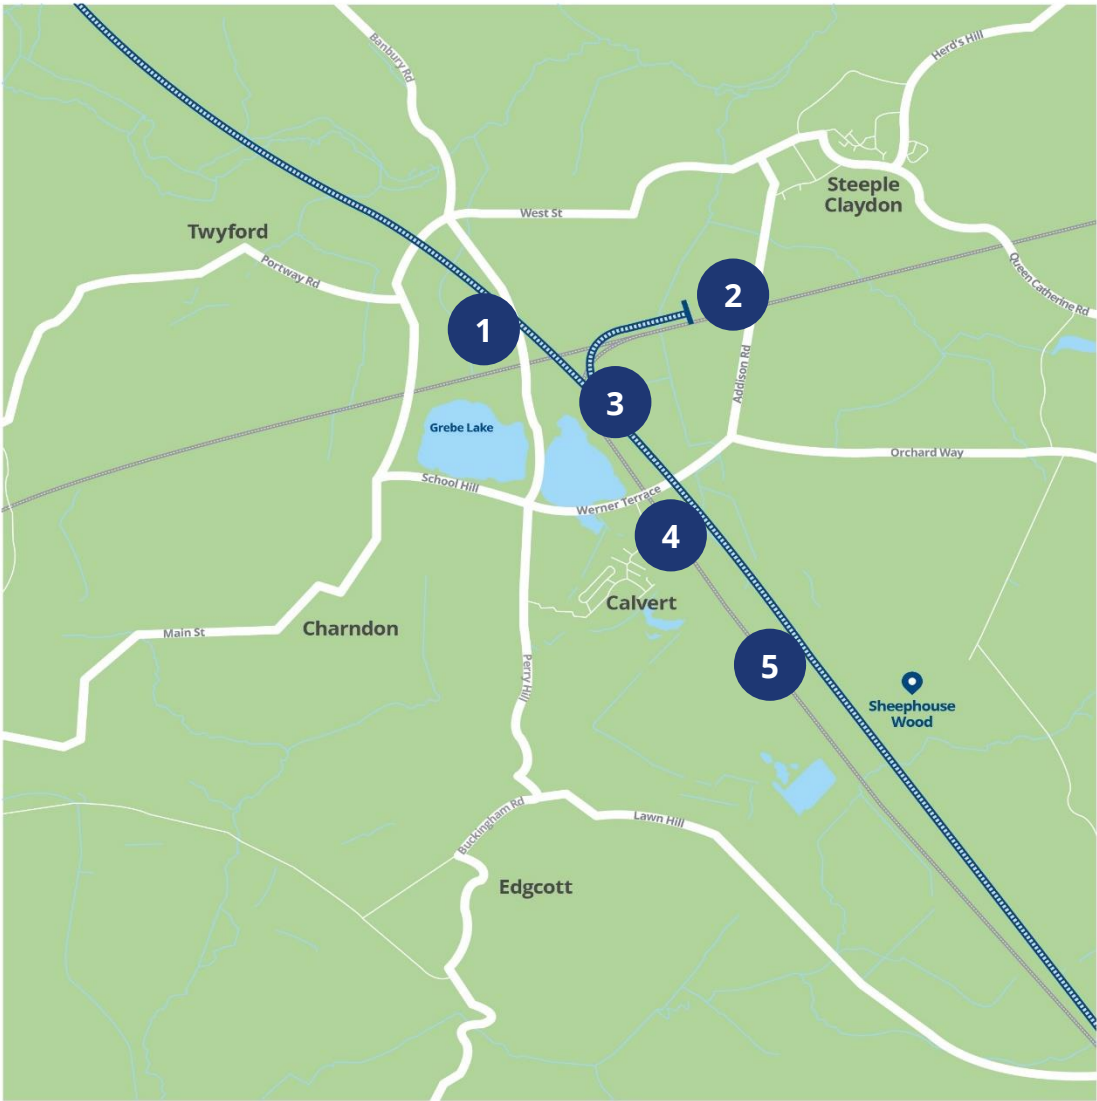 Banbury Rd
Herd's Hill
Steeple
Claydon
West St
Twyford
Portway Rd
Queen Catherine Rd
2
1
Addison Rd
3
Grebe Lake
Orchard Way
School Hill
Werner Terrace
4
Calvert
Charndon
Main St
5
Perry Hill
Sheephouse
Wood
Buckingham Rd
Lawn Hill
Edgcott